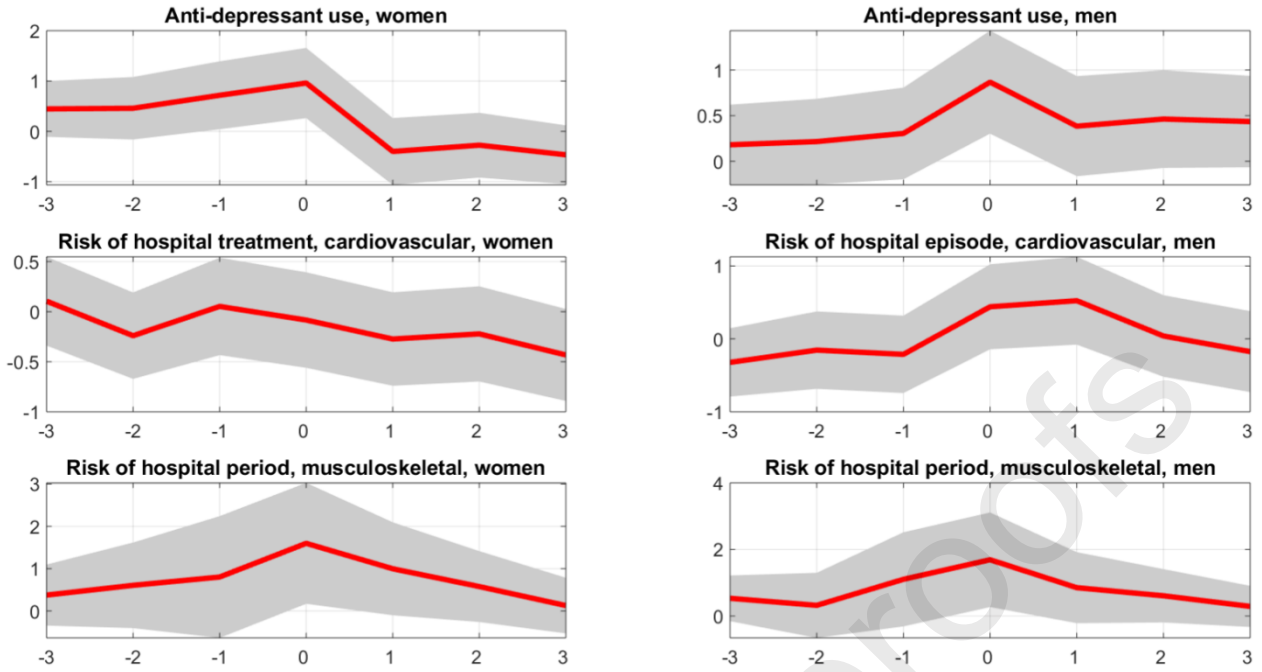 Anti-depressant use, women
2
1
0
-1
-3 -2 -1 0 1 2 3
Anti-depressant use, men
1
0.5
0
-3 -2 -1 0 1 2 3
Risk of hospital treatment, cardiovascular, women
0.5
0
-0.5
-1
-3 -2 -1 0 1 2 3
Risk of hospital episode, cardiovascular, men
1
0
-1
-3 -2 -1 0 1 2 3
Risk of hospital period, musculoskeletal, women
3
2
1
0
-3 -2 -1 0 1 2 3
Risk of hospital period, musculoskeletal, men
4
2
0
-3 -2 -1 0 1 2 3
roofs